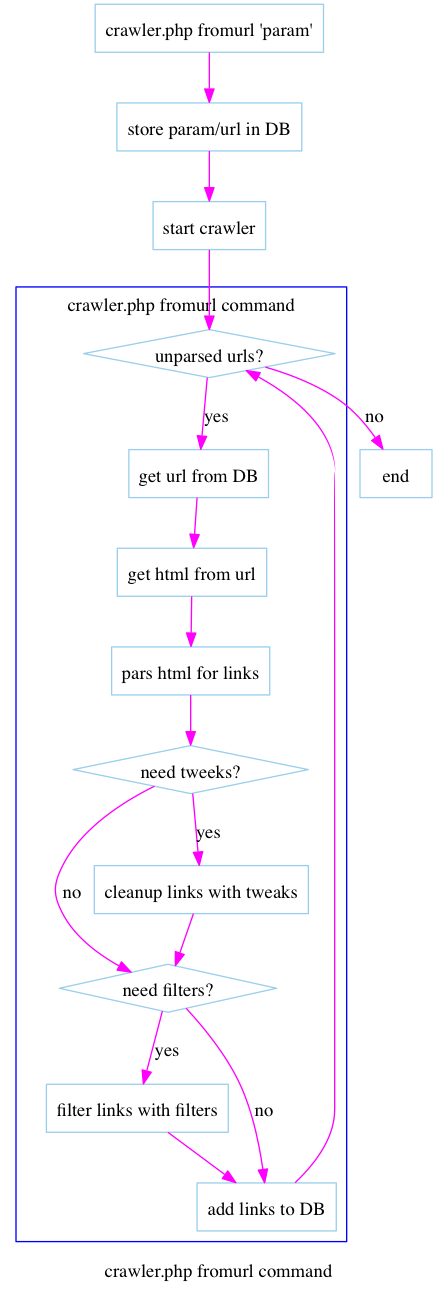 crawler.php fromurl 'param'
store param/url in DB
start crawler
crawler.php fromurl command
unparsed urls?
yes
no
get url from DB
end
get html from url
pars html for links
need tweeks?
yes
no
cleanup links with tweaks
need filters?
yes
filter links with filters
no
add links to DB
crawler.php fromurl command